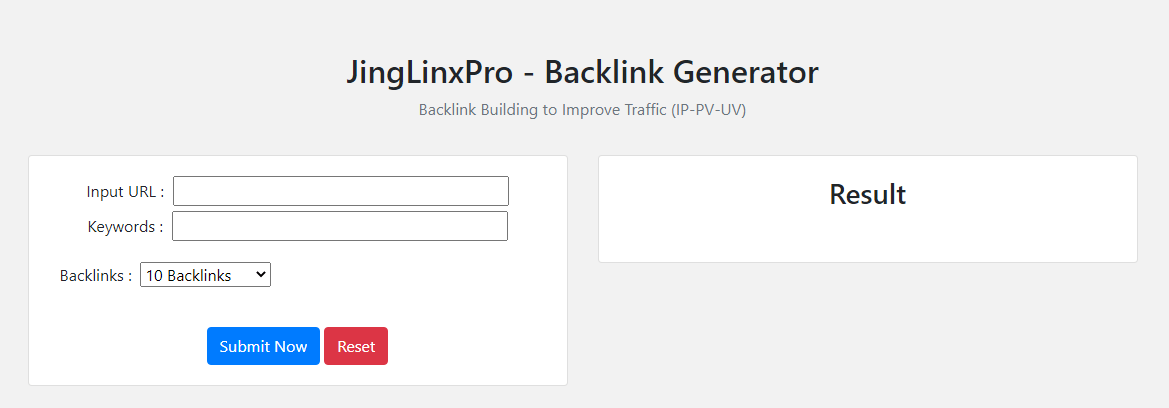 JingLinxPro - Backlink Generator
Backlink Building to Improve Traffic (IP-PV-UV)
Input URL :
Keywords :
Backlinks : 10 Backlinks
Submit Now Reset
Result